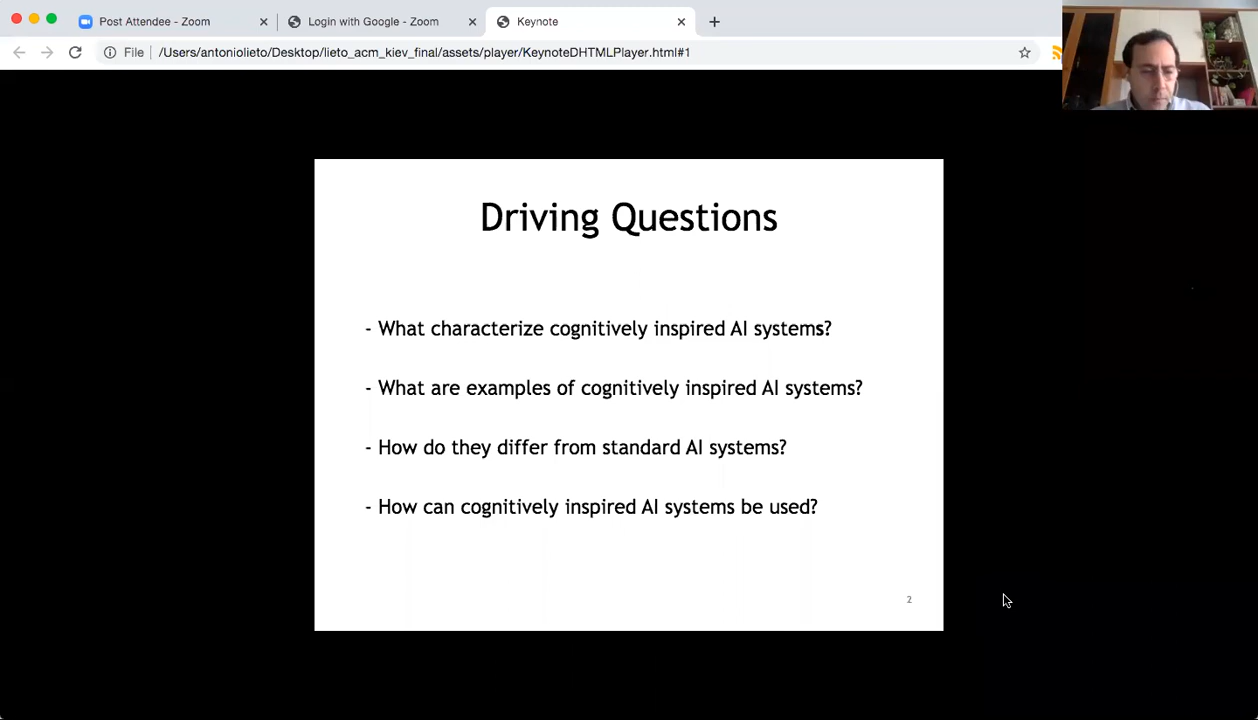 Post Attendee - Zoom
Login with Google - Zoom
Keynote
File
/Users/antoniolieto/Desktop/lieto_acm_kiev_final/assets/player/KeynoteDHTMLPlayer.html#1
Driving Questions
- What characterize cognitively inspired AI systems?
- What are examples of cognitively inspired AI systems?
- How do they differ from standard AI systems?
- How can cognitively inspired AI systems be used?
2